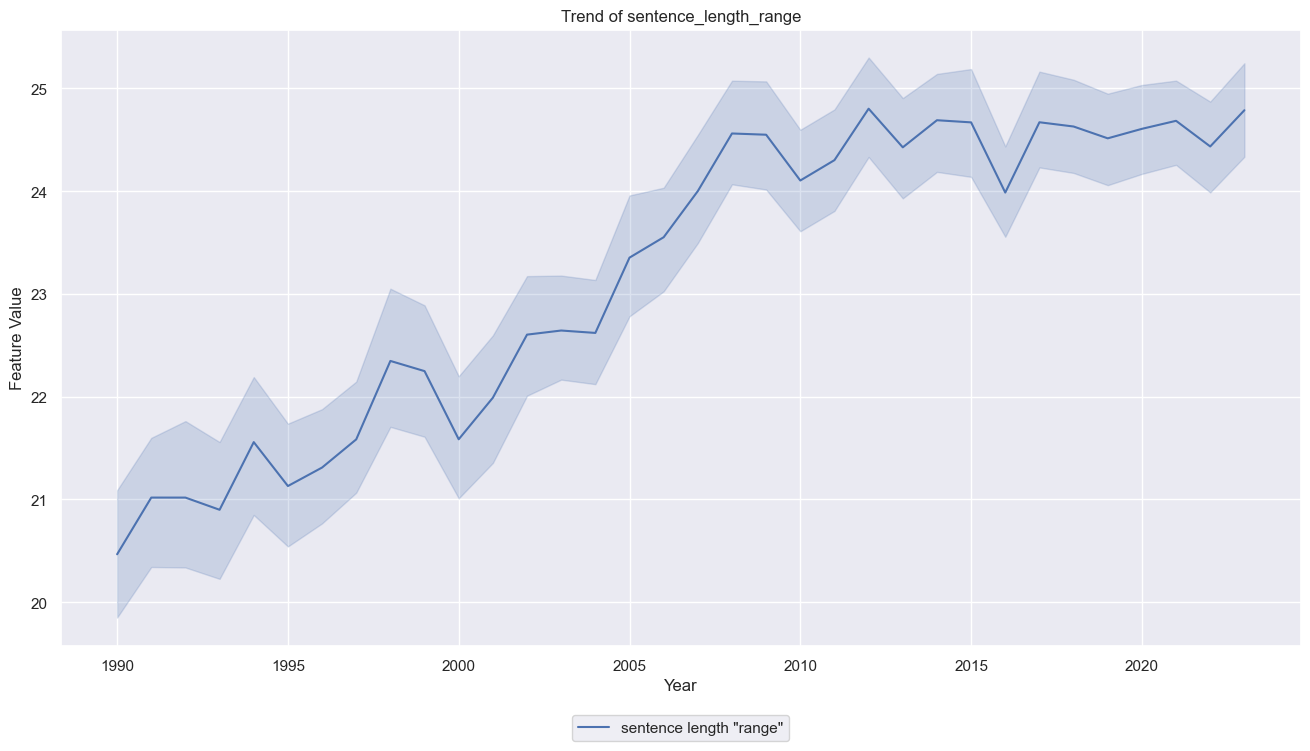 Trend of sentence_length_range
Feature Value
25
24
23
22
21
20
1990 1995 2000 2005 2010 2015 2020
Year
sentence length "range"